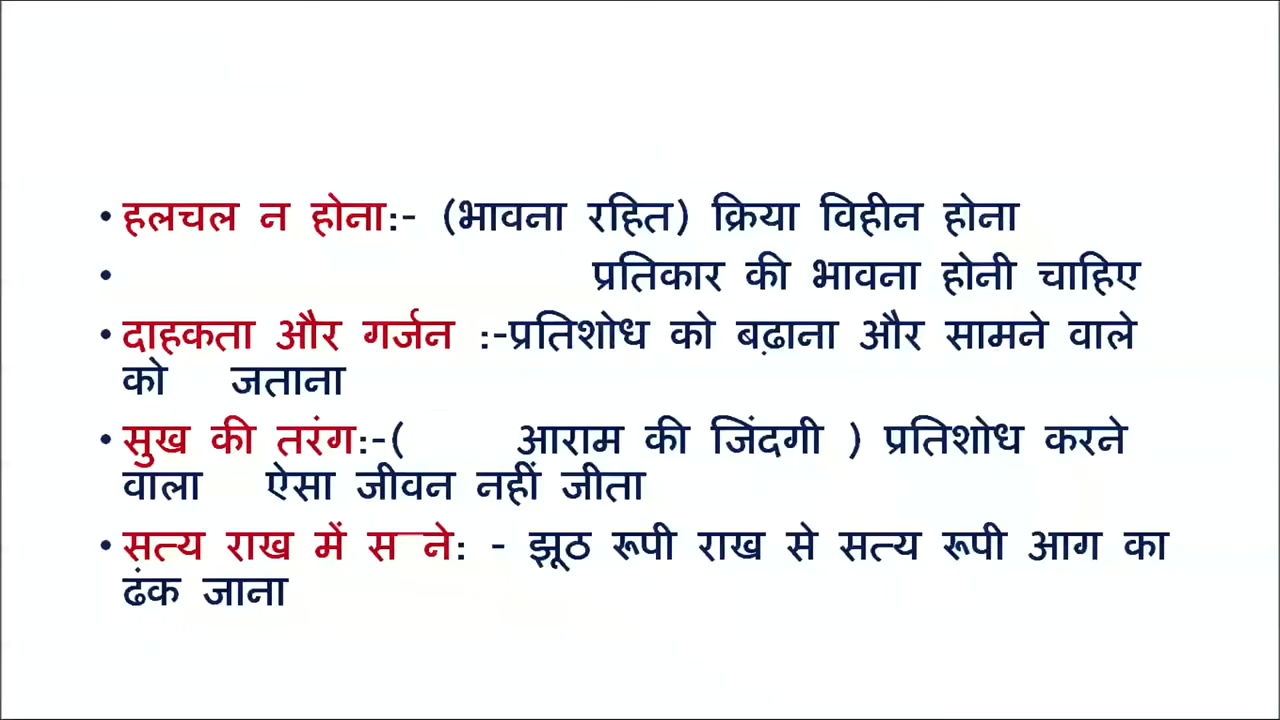 • हलचल न होना:- (भावना रहित) क्रिया विहीन होना
• प्रतिकार की भावना होनी चाहिए
• दाहकता और गर्जन :-प्रतिशोध को बढ़ाना और सामने वाले
को जताना
• सुख की तरंग:-( आराम की जिंदगी ) प्रतिशोध करने
वाला ऐसा जीवन नहीं जीता
• सत्य राख में स ने: - झूठ रूपी राख से सत्य रूपी आग का
ढंक जाना